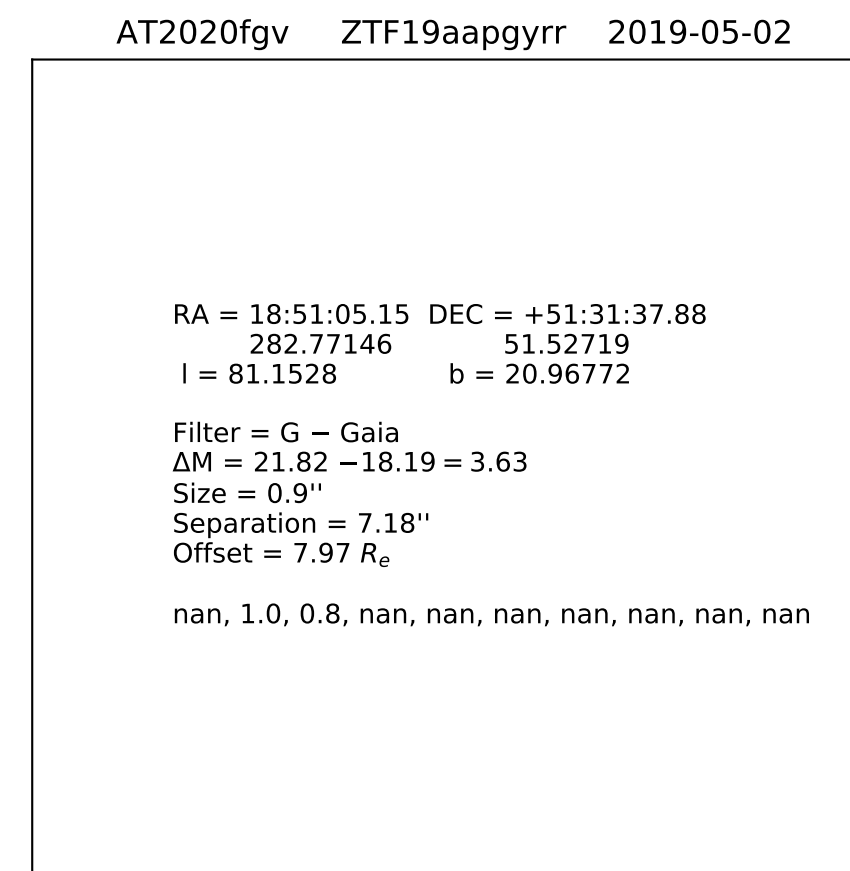 AT2020fgv ZTF19aapgyrr 2019-05-02
RA = 18:51:05.15 DEC = +51:31:37.88
282.77146 51.52719
l = 81.1528 b = 20.96772
Filter = G − Gaia
ΔM = 21.82 −18.19 = 3.63
Size = 0.9''
Separation = 7.18''
Offset = 7.97 Re
nan, 1.0, 0.8, nan, nan, nan, nan, nan, nan, nan